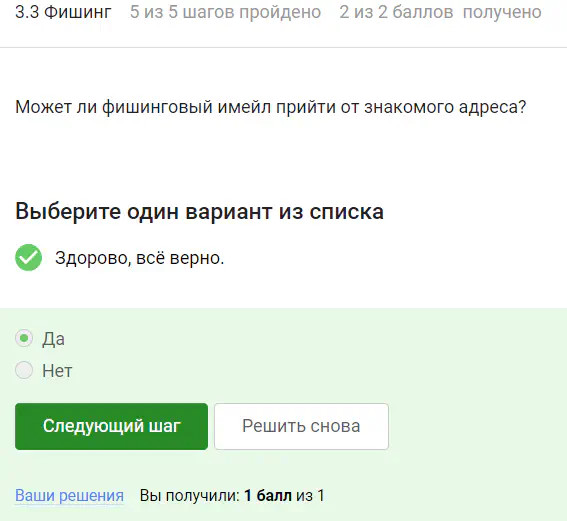 3.3 Фишинг 5 из 5 шагов пройдено 2 из 2 баллов получено
Может ли фишинговый имейл прийти от знакомого адреса?
Выберите один вариант из списка
Здорово, всё верно.
Да
Нет
Следующий шаг Решить снова
Ваши решения Вы получили: 1 балл из 1